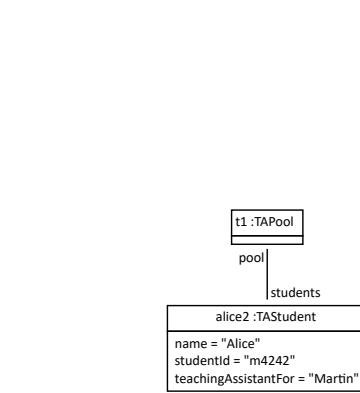 t1 :TAPool
pool
students
alice2 :TAStudent
name = "Alice"
studentId = "m4242"
teachingAssistantFor = "Martin"